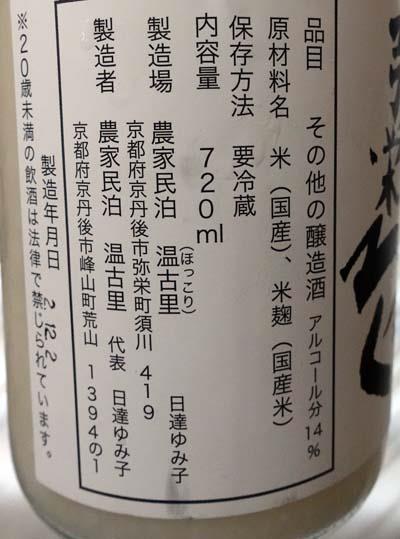 品目　その他の醸造酒 アルコール分14%
原材料名　米（国産）、米麹（国産米）
保存方法　要冷蔵
内容量　720ml
製造場　農家民泊　温古里（ほっこり）　日達ゆみ子
京都府京丹後市弥栄町須川 419
製造者　農家民泊　温古里　代表 日達ゆみ子
京都府京丹後市峰山町荒山 1394の1
製造年月日 2.12.2
※20歳未満の飲酒は法律で禁じられています。